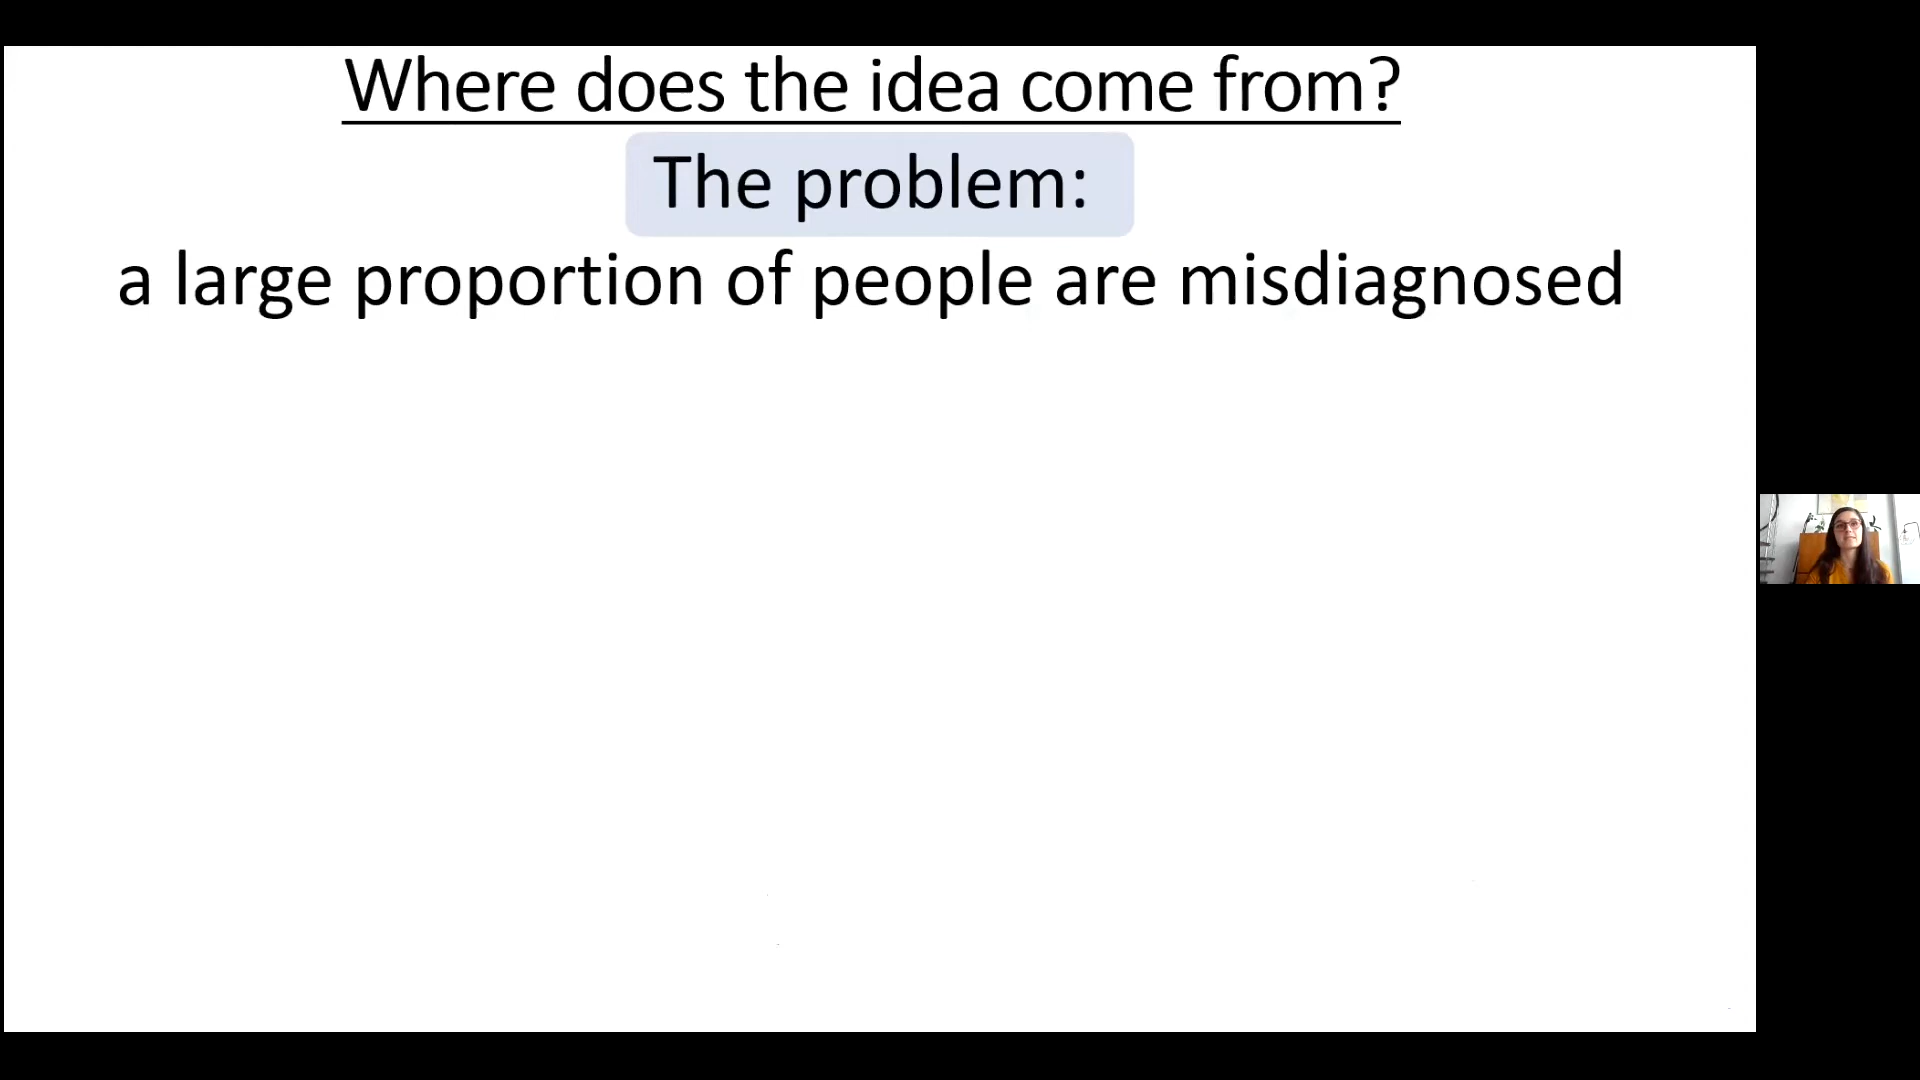 Where does the idea come from?
The problem:
a large proportion of people are misdiagnosed